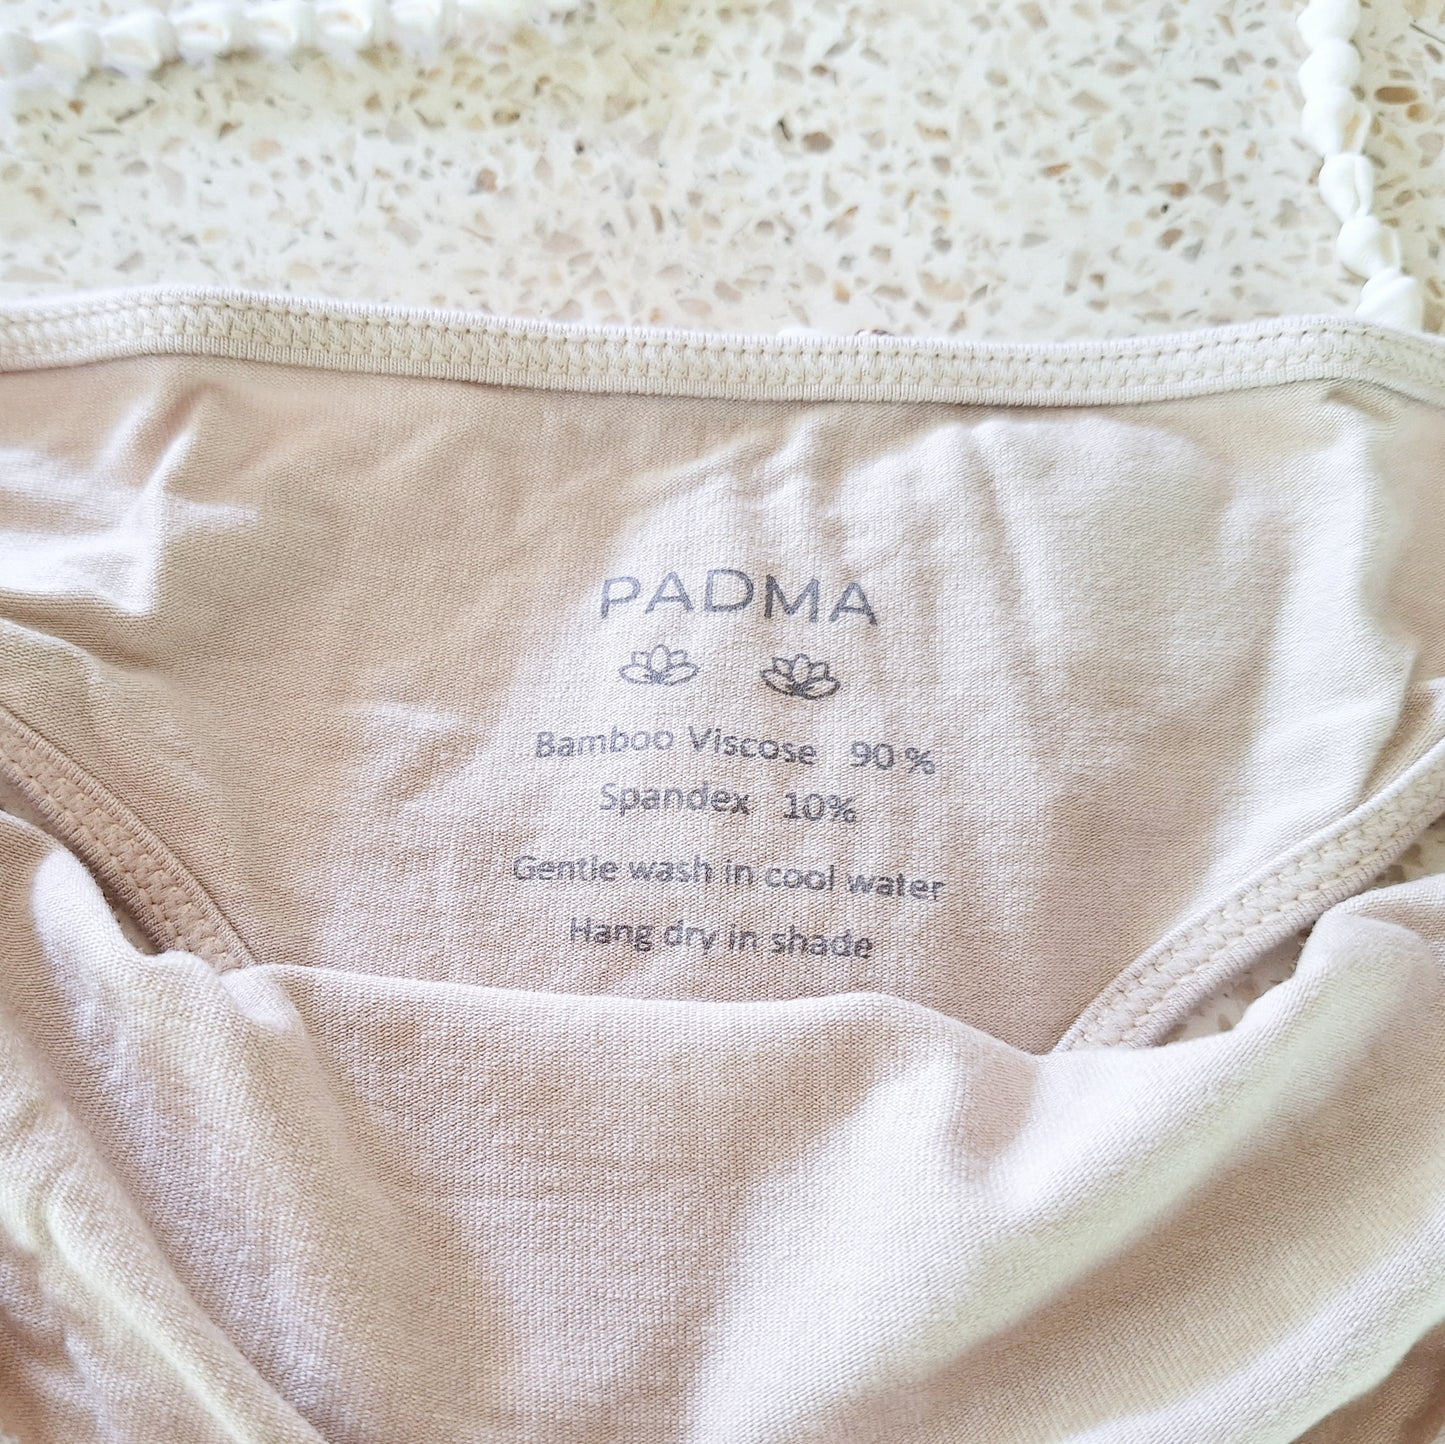 PADMA
Bamboo Viscose 90 %
Spandex 10%
Gentle wash in cool water
Hang dry in shade